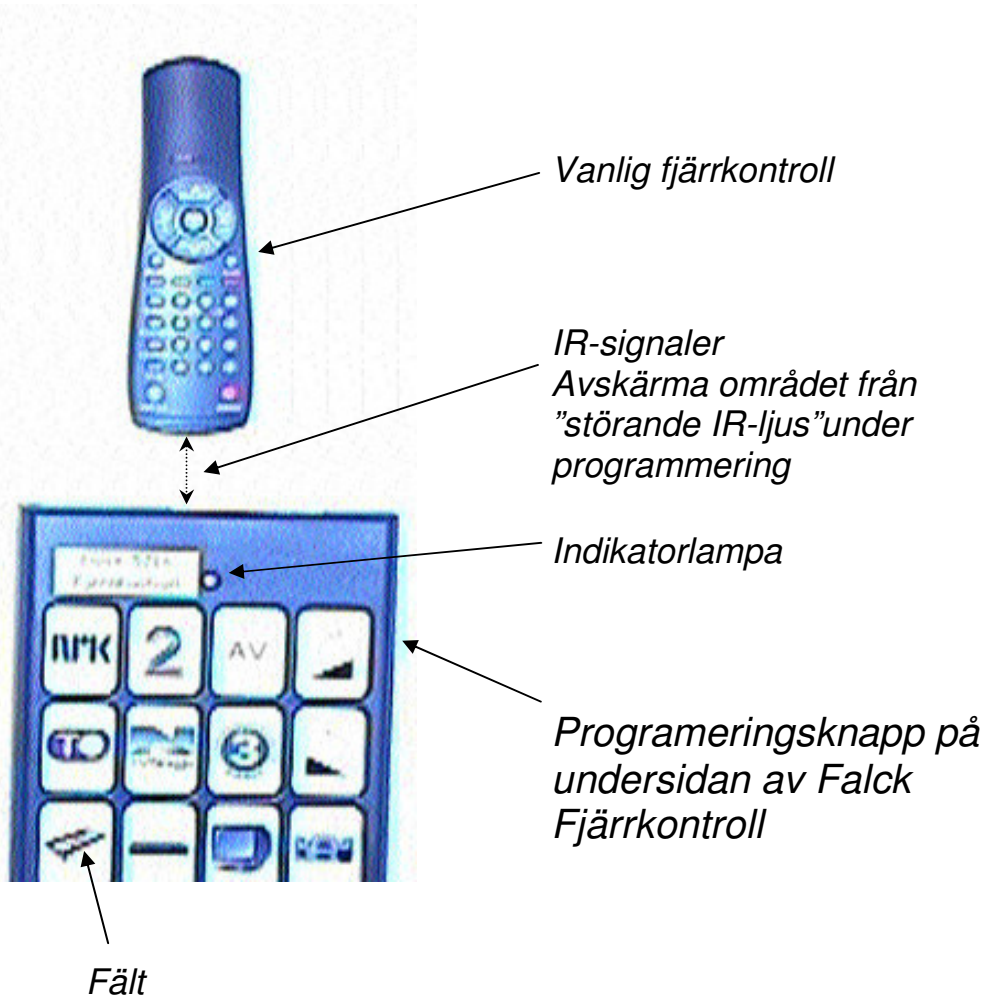 Vanlig fjärrkontroll
IR-signaler
Avskärma området från
”störande IR-ljus”under
programmering
Indikatorlampa
nrk
2
AV
3
Programeringsknapp på
undersidan av Falck
Fjärrkontroll
Fält